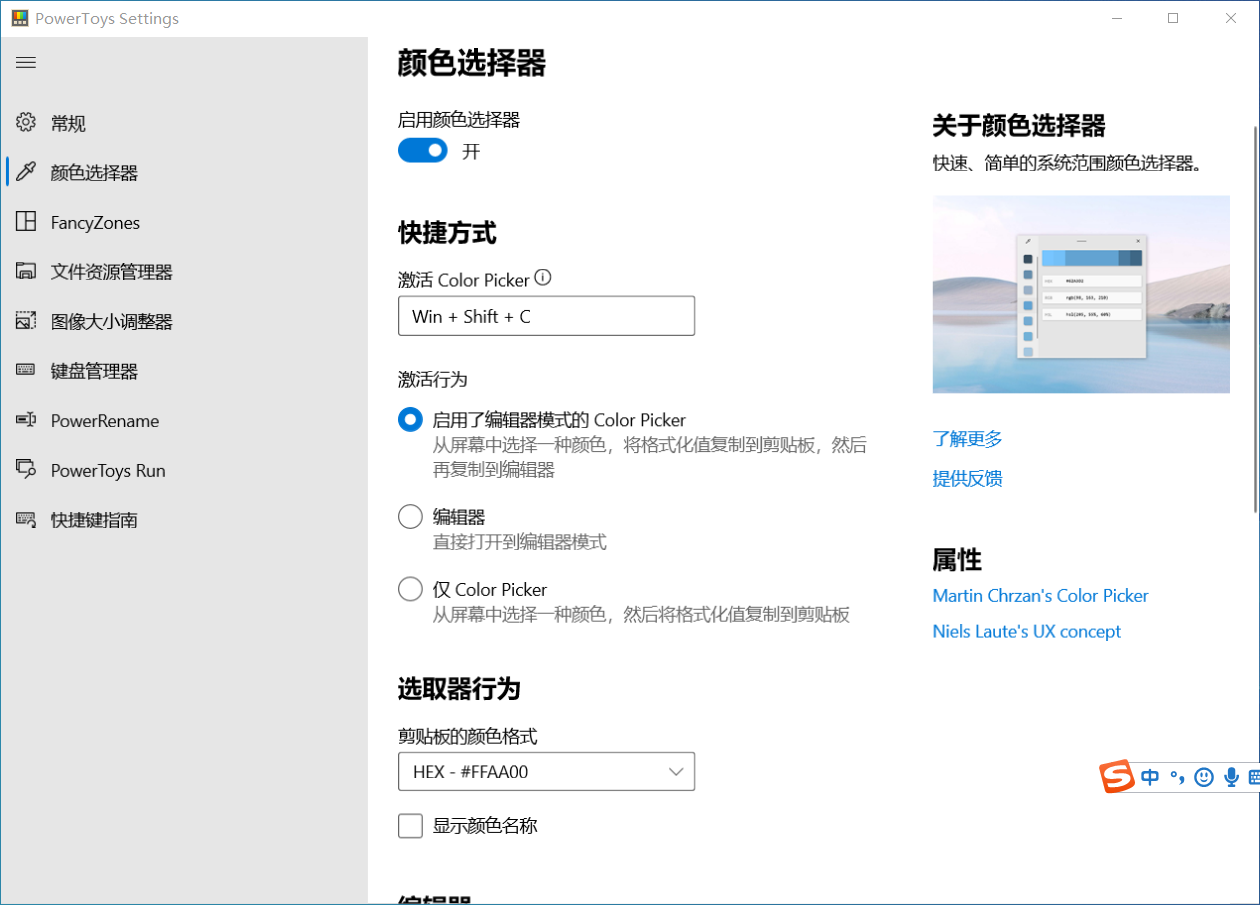 PowerToys Settings
常规
颜色选择器
FancyZones
文件资源管理器
图像大小调整器
键盘管理器
PowerRename
PowerToys Run
快捷键指南
颜色选择器
启用颜色选择器
开
快捷方式
激活 Color Picker
Win + Shift + C
激活行为
启用了编辑器模式的 Color Picker
从屏幕中选择一种颜色，将格式化值复制到剪贴板，然后
再复制到编辑器
编辑器
直接打开到编辑器模式
仅 Color Picker
从屏幕中选择一种颜色，然后将格式化值复制到剪贴板
选取器行为
剪贴板的颜色格式
HEX - #FFAA00
显示颜色名称
编辑器
关于颜色选择器
快速、简单的系统范围颜色选择器。
了解更多
提供反馈
属性
Martin Chrzan's Color Picker
Niels Laute's UX concept
中